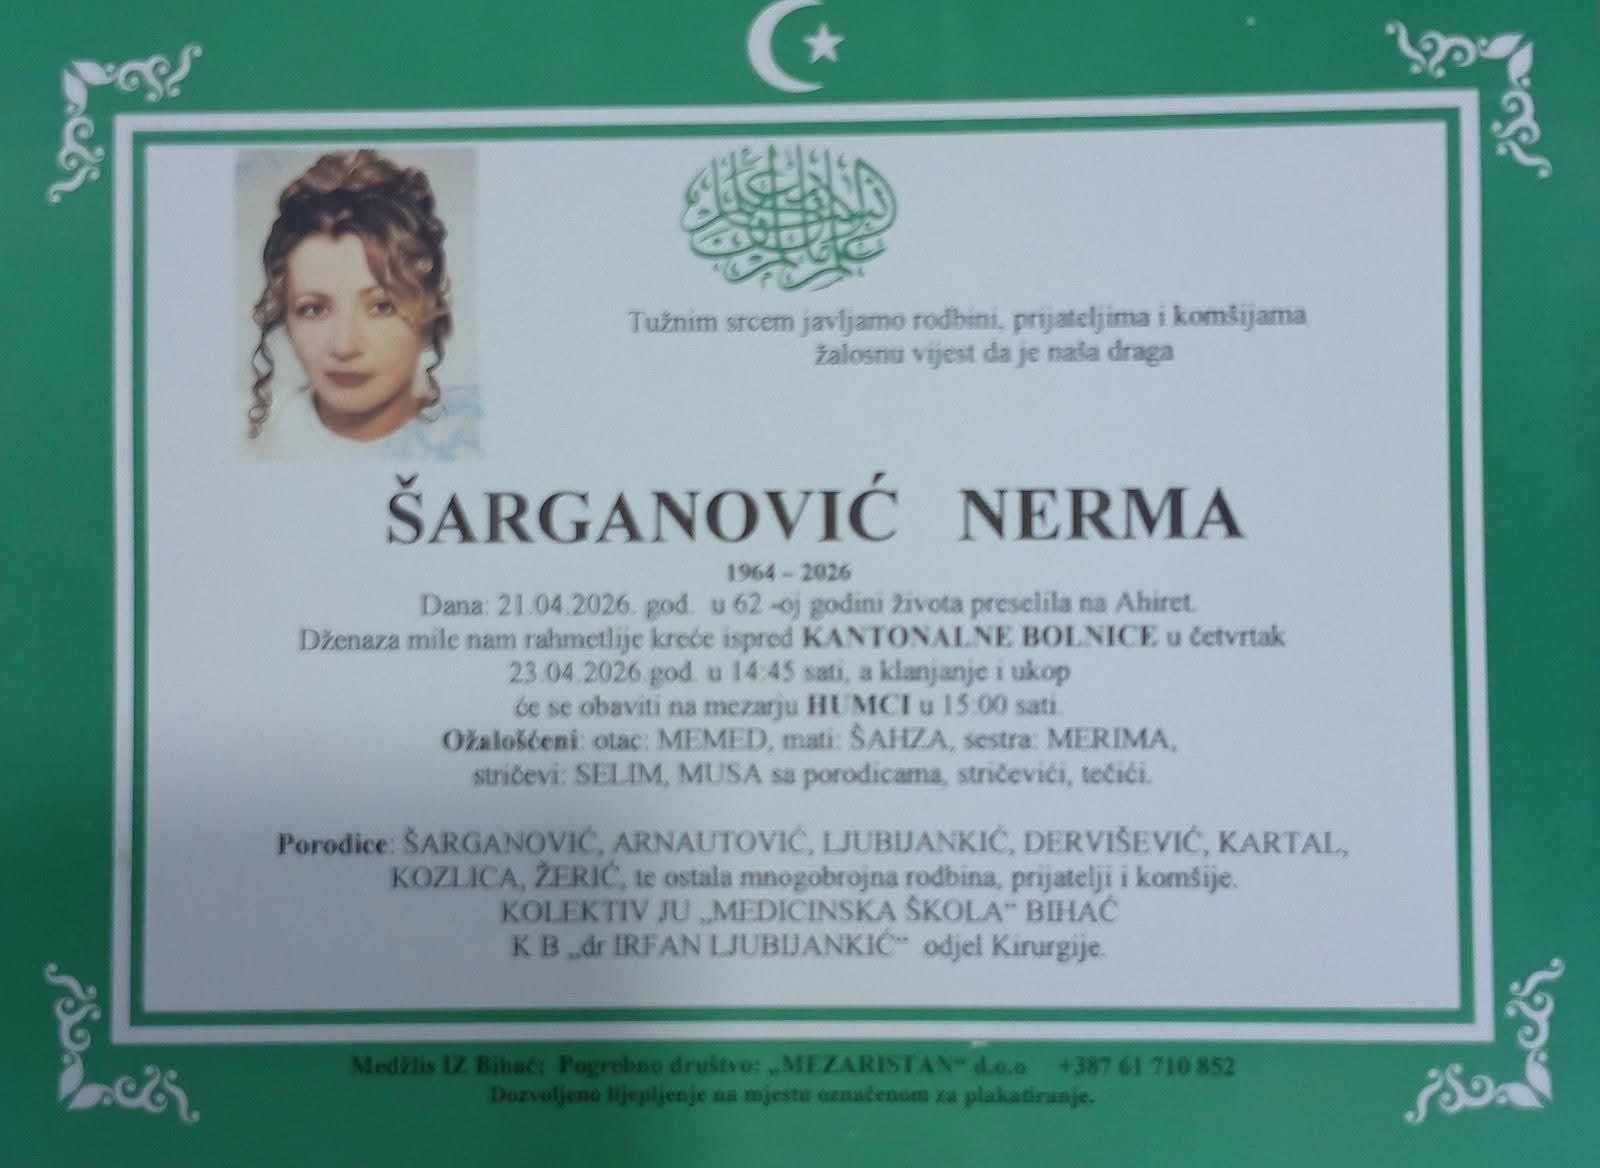 Tužnim srcem javljamo rodbini, prijateljima i komšijama
žalosnu vijest da je naša draga
ŠARGANOVIĆ NERMA
1964 – 2026
Dana: 21.04.2026. god. u 62 -oj godini života preselila na Ahiret.
Dženaza mile nam rahmetlije kreće ispred KANTONALNE BOLNICE u četvrtak
23.04.2026.god. u 14:45 sati, a klanjanje i ukop
će se obaviti na mezarju HUMCI u 15:00 sati.
Ožalošćeni: otac: MEMED, mati: ŠAHZA, sestra: MERIMA,
stričevi: SELIM, MUSA sa porodicama, stričevići, tečići.
Porodice: ŠARGANOVIĆ, ARNAUTOVIĆ, LJUBIJANKIĆ, DERVIŠEVIĆ, KARTAL,
KOZLICA, ŽERIĆ, te ostala mnogobrojna rodbina, prijatelji i komšije.
KOLEKTIV JU „MEDICINSKA ŠKOLA“ BIHAĆ
K B „dr IRFAN LJUBIJANKIĆ“ odjel Kirurgije.
Medžlis IZ Bihać; Pogrebno društvo: „MEZARISTAN“ d.o.o +387 61 710 852
Dozvoljeno lijepljenje na mjestu označenom za plakatiranje.